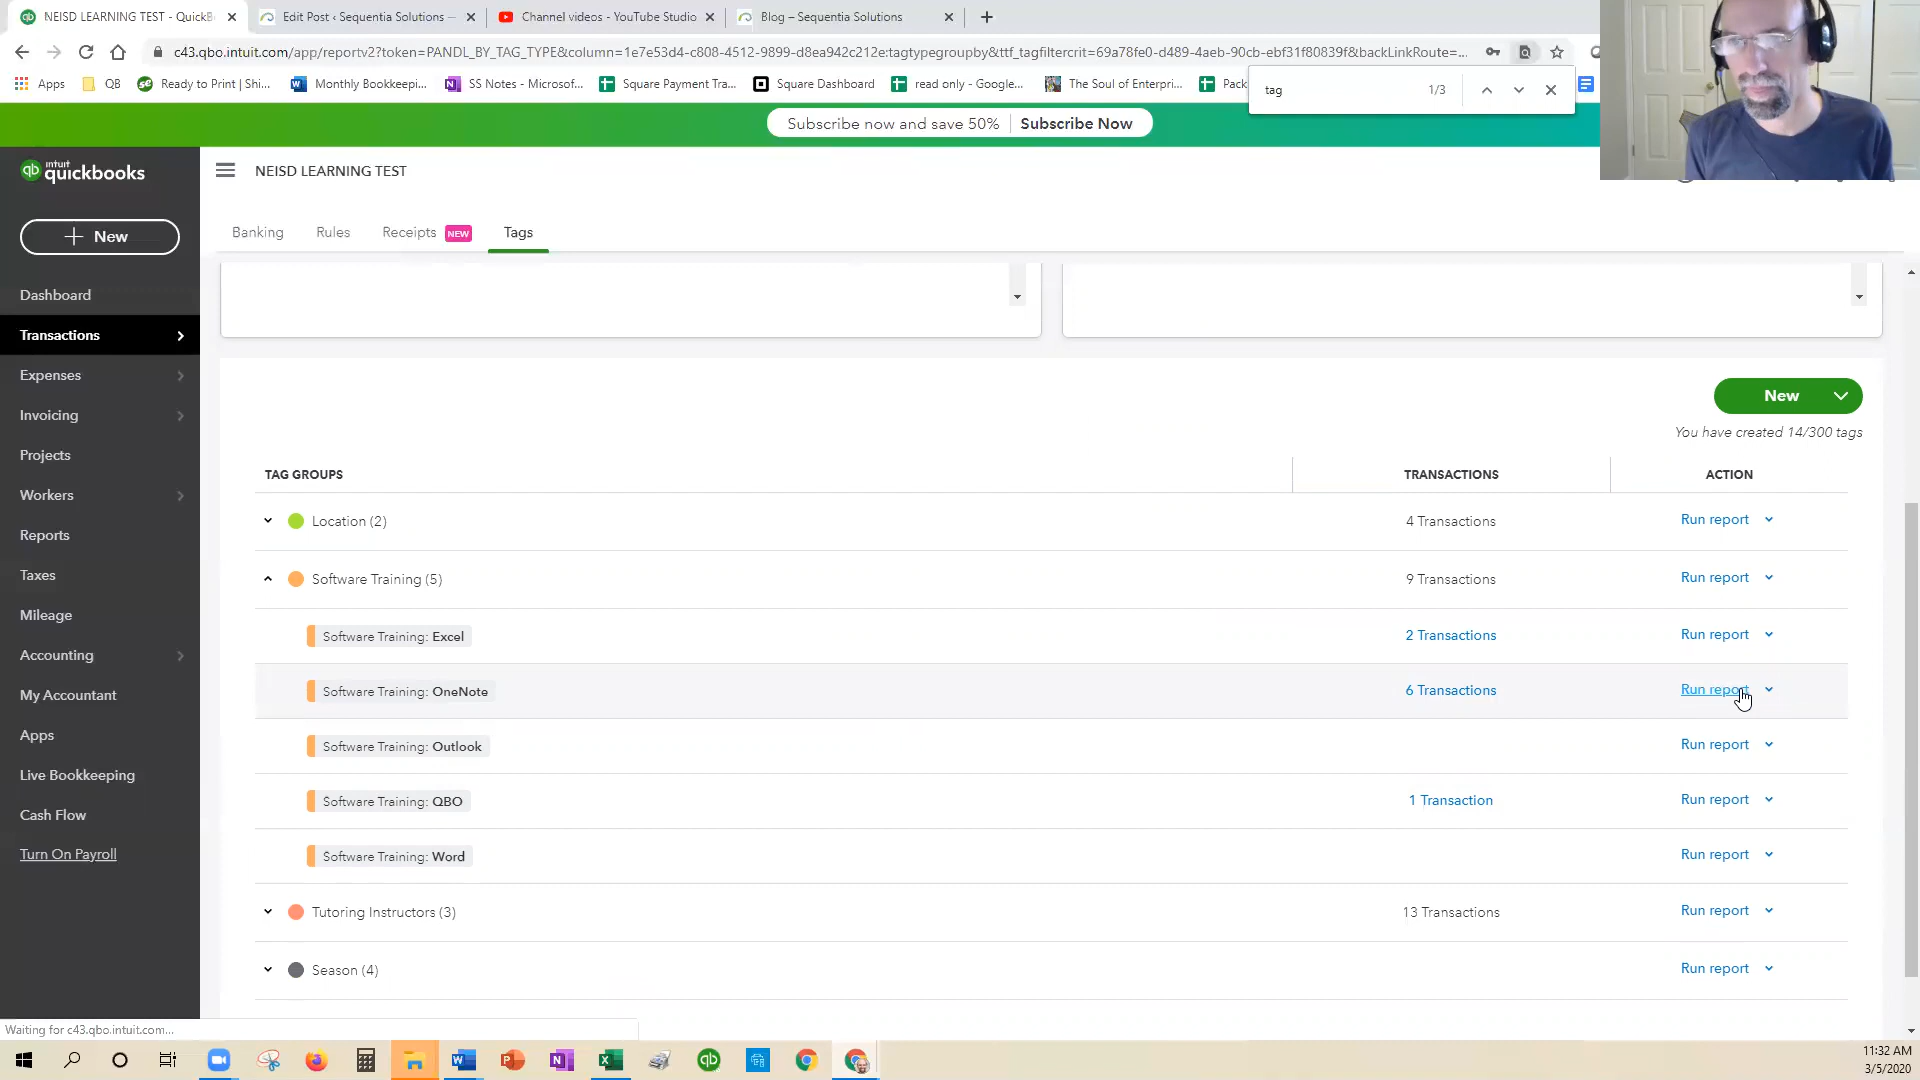 NEISD LEARNING TEST - QuickB
Edit Post ‹ Sequentia Solutions —
Channel videos - YouTube Studio
Blog – Sequentia Solutions
c43.qbo.intuit.com/app/reportv2?token=PANDL_BY_TAG_TYPE&column=1e7e53d4-c808-4512-9899-d8ea942c212e:tagtypegroupby&ttf_tagfiltercrit=69a78fe0-d489-4aeb-90cb-ebf31f80839f&backLinkRoute=...
Apps QB Ready to Print | Shi... Monthly Bookkeepi... SS Notes - Microsof... Square Payment Tra... Square Dashboard read only - Google... The Soul of Enterpri... Pack
tag 1/3
Subscribe now and save 50% Subscribe Now
intuit
quickbooks
NEISD LEARNING TEST
New
Banking Rules Receipts NEW Tags
Dashboard
Transactions
Expenses
Invoicing
Projects
Workers
Reports
Taxes
Mileage
Accounting
My Accountant
Apps
Live Bookkeeping
Cash Flow
Turn On Payroll
New
You have created 14/300 tags
TAG GROUPS TRANSACTIONS ACTION
Location (2) 4 Transactions Run report
Software Training (5) 9 Transactions Run report
Software Training: Excel 2 Transactions Run report
Software Training: OneNote 6 Transactions Run report
Software Training: Outlook Run report
Software Training: QBO 1 Transaction Run report
Software Training: Word Run report
Tutoring Instructors (3) 13 Transactions Run report
Season (4) Run report
Waiting for c43.qbo.intuit.com...
11:32 AM
3/5/2020